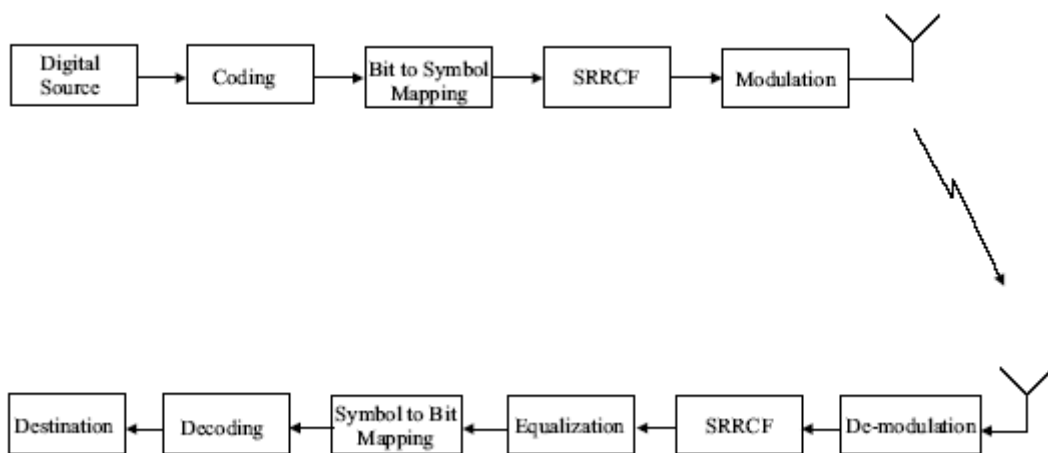 Digital
Source
Coding
Bit to Symbol
Mapping
SRRCF
Modulation
Destination
Decoding
Symbol to Bit
Mapping
Equalization
SRRCF
De-modulation